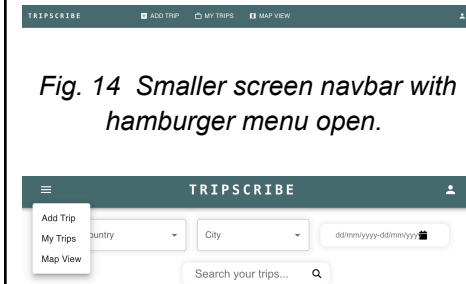 TRIPSCRIBE ADD TRIP MY TRIPS MAP VIEW
Fig. 14 Smaller screen navbar with
hamburger menu open.
TRIPSCRIBE
Add Trip
My Trips
Map View
ountry
City
dd/mm/yyyy-dd/mm/yyy
Search your trips...